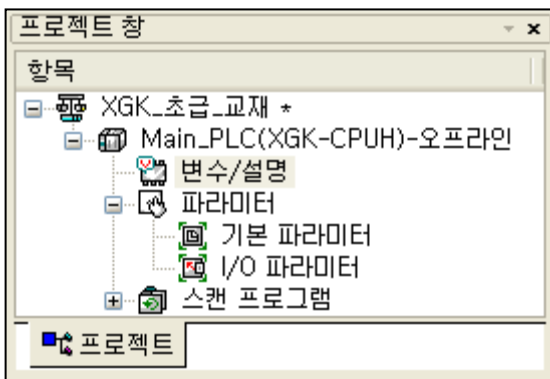 프로젝트 창
항목
XGK_초급_교재 *
Main_PLC(XGK-CPUH)-오프라인
변수/설명
파라미터
기본 파라미터
I/O 파라미터
스캔 프로그램
프로젝트